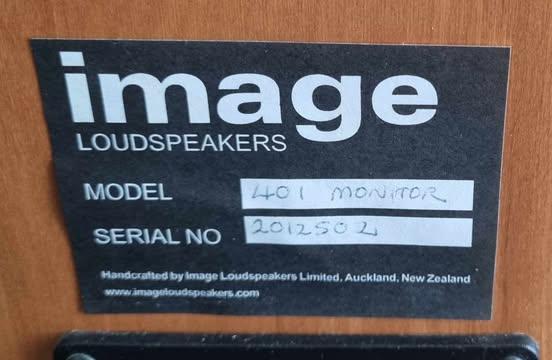 image
LOUDSPEAKERS
MODEL 401 MONITOR
SERIAL NO 2012502
Handcrafted by Image Loudspeakers Limited, Auckland, New Zealand
www.imageloudspeakers.com